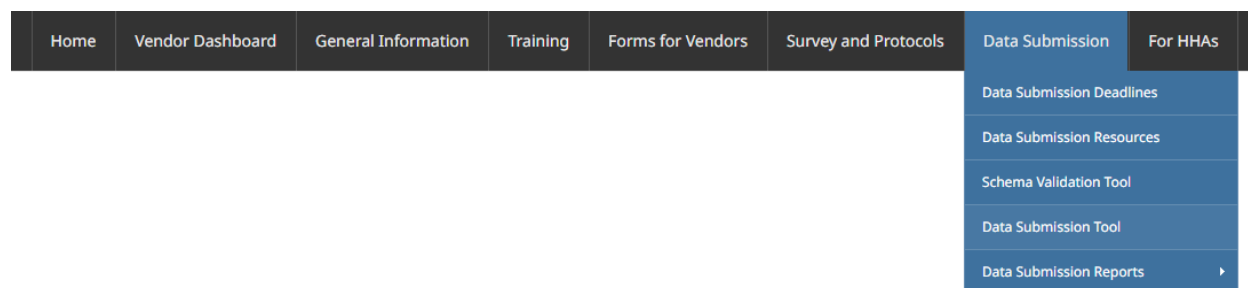 Home Vendor Dashboard General Information Training Forms for Vendors Survey and Protocols Data Submission For HHAs
Data Submission Deadlines
Data Submission Resources
Schema Validation Tool
Data Submission Tool
Data Submission Reports